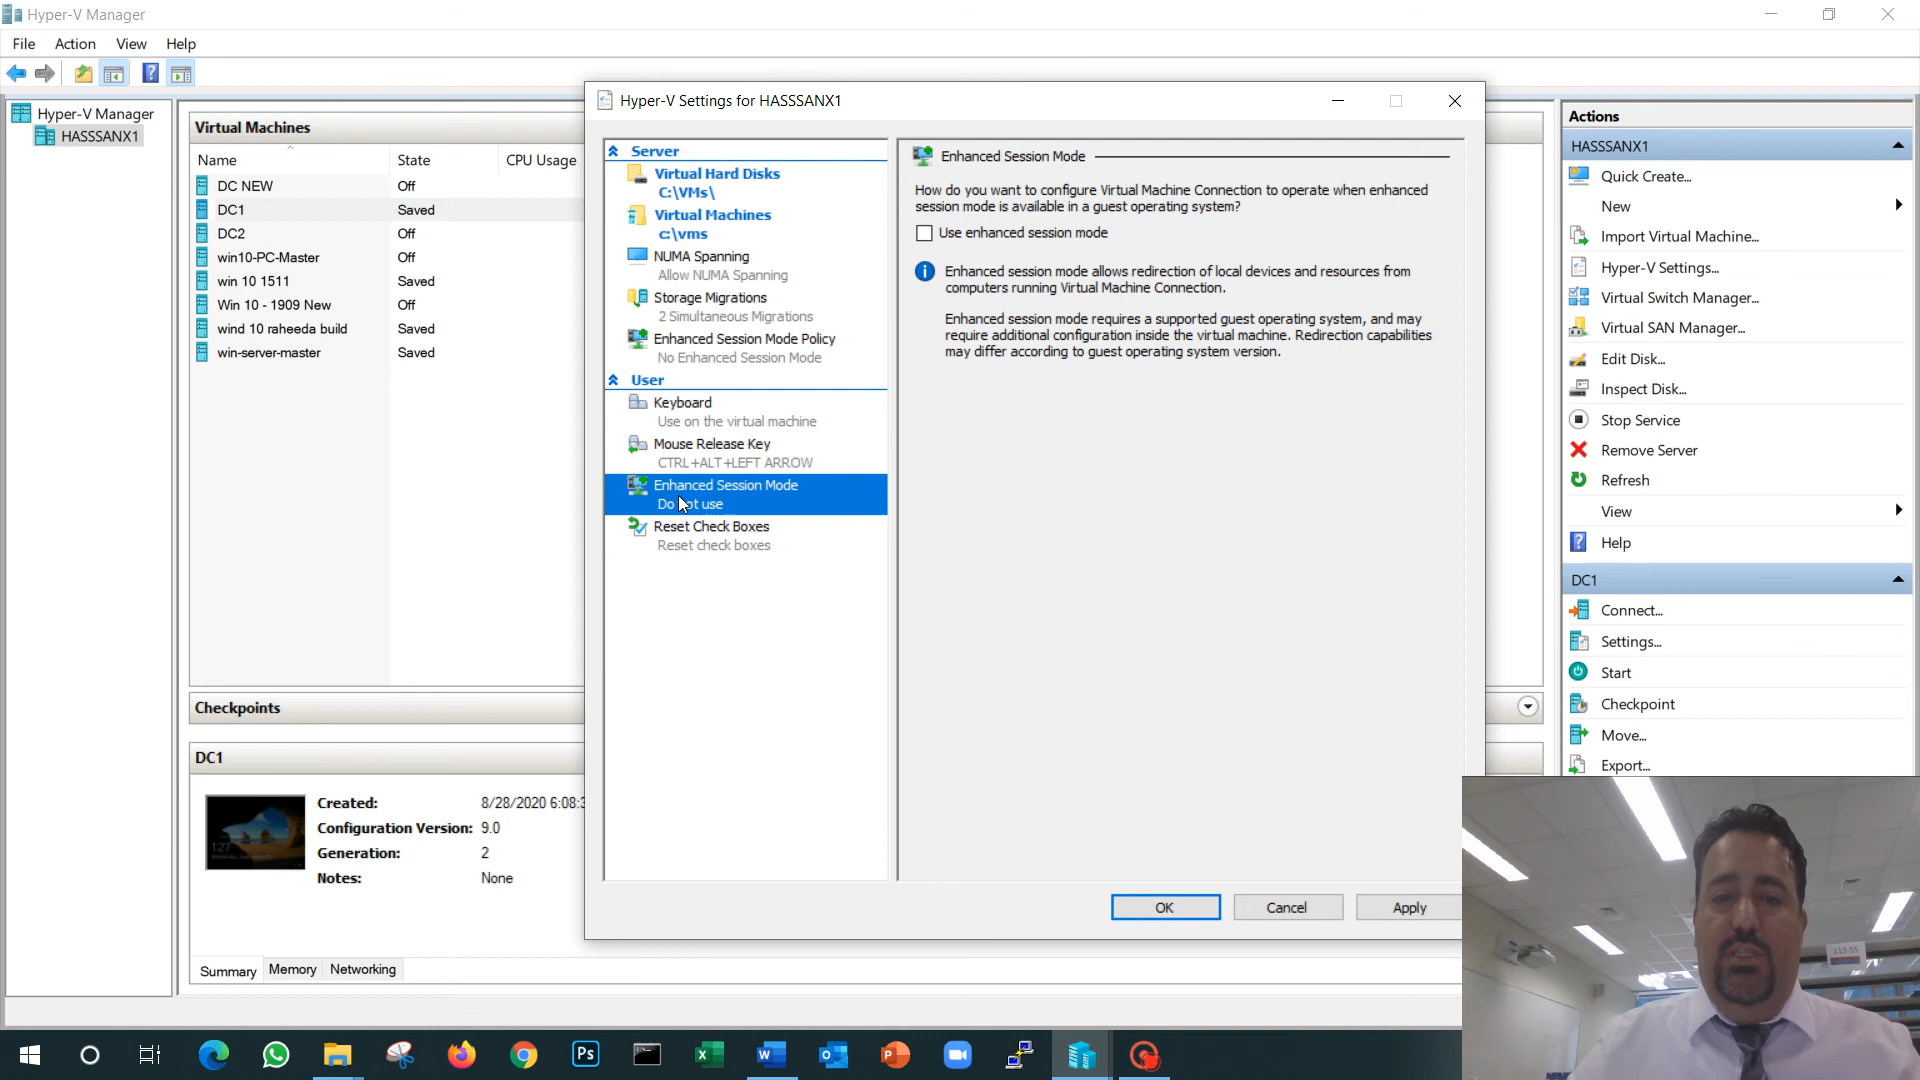 Hyper-V Manager
File Action View Help
Hyper-V Manager
HASSSANX1
Virtual Machines
Name State CPU Usage
DC NEW Off
DC1 Saved
DC2 Off
win10-PC-Master Off
win 10 1511 Saved
Win 10 - 1909 New Off
wind 10 raheeda build Saved
win-server-master Saved
Checkpoints
DC1
Created: 8/28/2020 6:08:3
Configuration Version: 9.0
Generation: 2
Notes: None
Summary Memory Networking
Hyper-V Settings for HASSSANX1
Server
Virtual Hard Disks
C:\VMs\
Virtual Machines
c:\vms
NUMA Spanning
Allow NUMA Spanning
Storage Migrations
2 Simultaneous Migrations
Enhanced Session Mode Policy
No Enhanced Session Mode
User
Keyboard
Use on the virtual machine
Mouse Release Key
CTRL+ALT+LEFT ARROW
Enhanced Session Mode
Do not use
Reset Check Boxes
Reset check boxes
Enhanced Session Mode
How do you want to configure Virtual Machine Connection to operate when enhanced
session mode is available in a guest operating system?
Use enhanced session mode
Enhanced session mode allows redirection of local devices and resources from
computers running Virtual Machine Connection.
Enhanced session mode requires a supported guest operating system, and may
require additional configuration inside the virtual machine. Redirection capabilities
may differ according to guest operating system version.
OK Cancel Apply
Actions
HASSSANX1
Quick Create...
New
Import Virtual Machine...
Hyper-V Settings...
Virtual Switch Manager...
Virtual SAN Manager...
Edit Disk...
Inspect Disk...
Stop Service
Remove Server
Refresh
View
Help
DC1
Connect...
Settings...
Start
Checkpoint
Move...
Export...
Ps